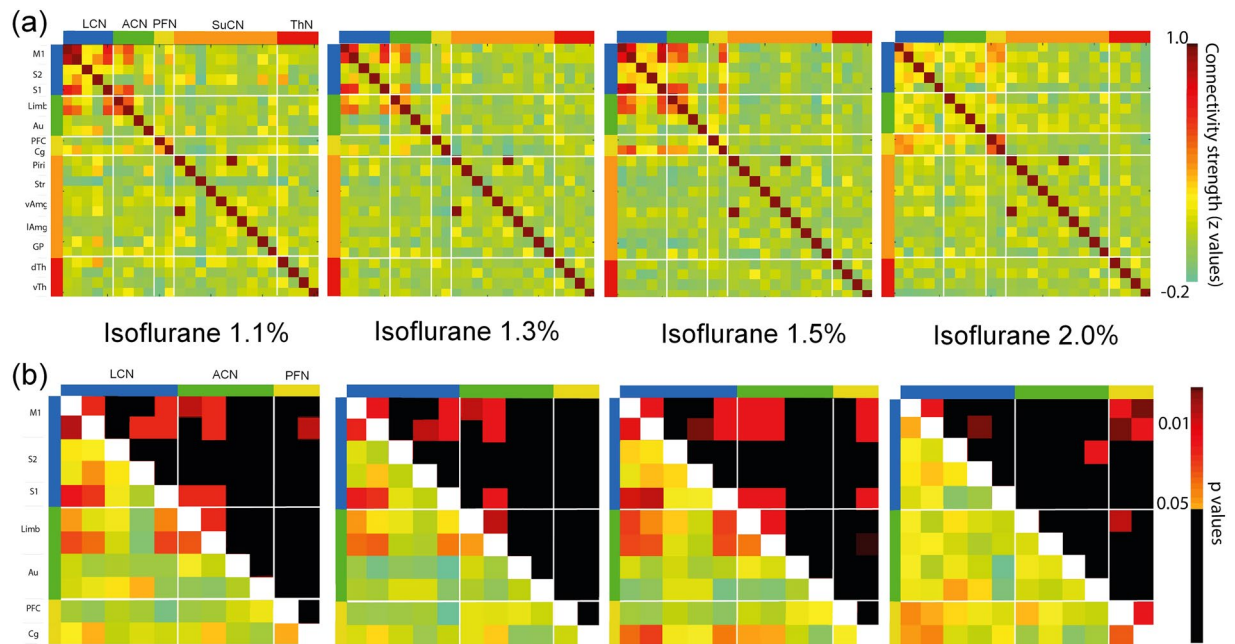 (a)
LCN ACN PFN SuCN ThN
M1
S2
S1
Limb
Au
PFC
Cg
Piri
Str
vAmg
lAmg
GP
dTh
vTh
1.0
-0.2
Connectivity strength (z values)
Isoflurane 1.1%
Isoflurane 1.3%
Isoflurane 1.5%
Isoflurane 2.0%
(b)
LCN ACN PFN
M1
S2
S1
Limb
Au
PFC
Cg
0.01
0.05
p values